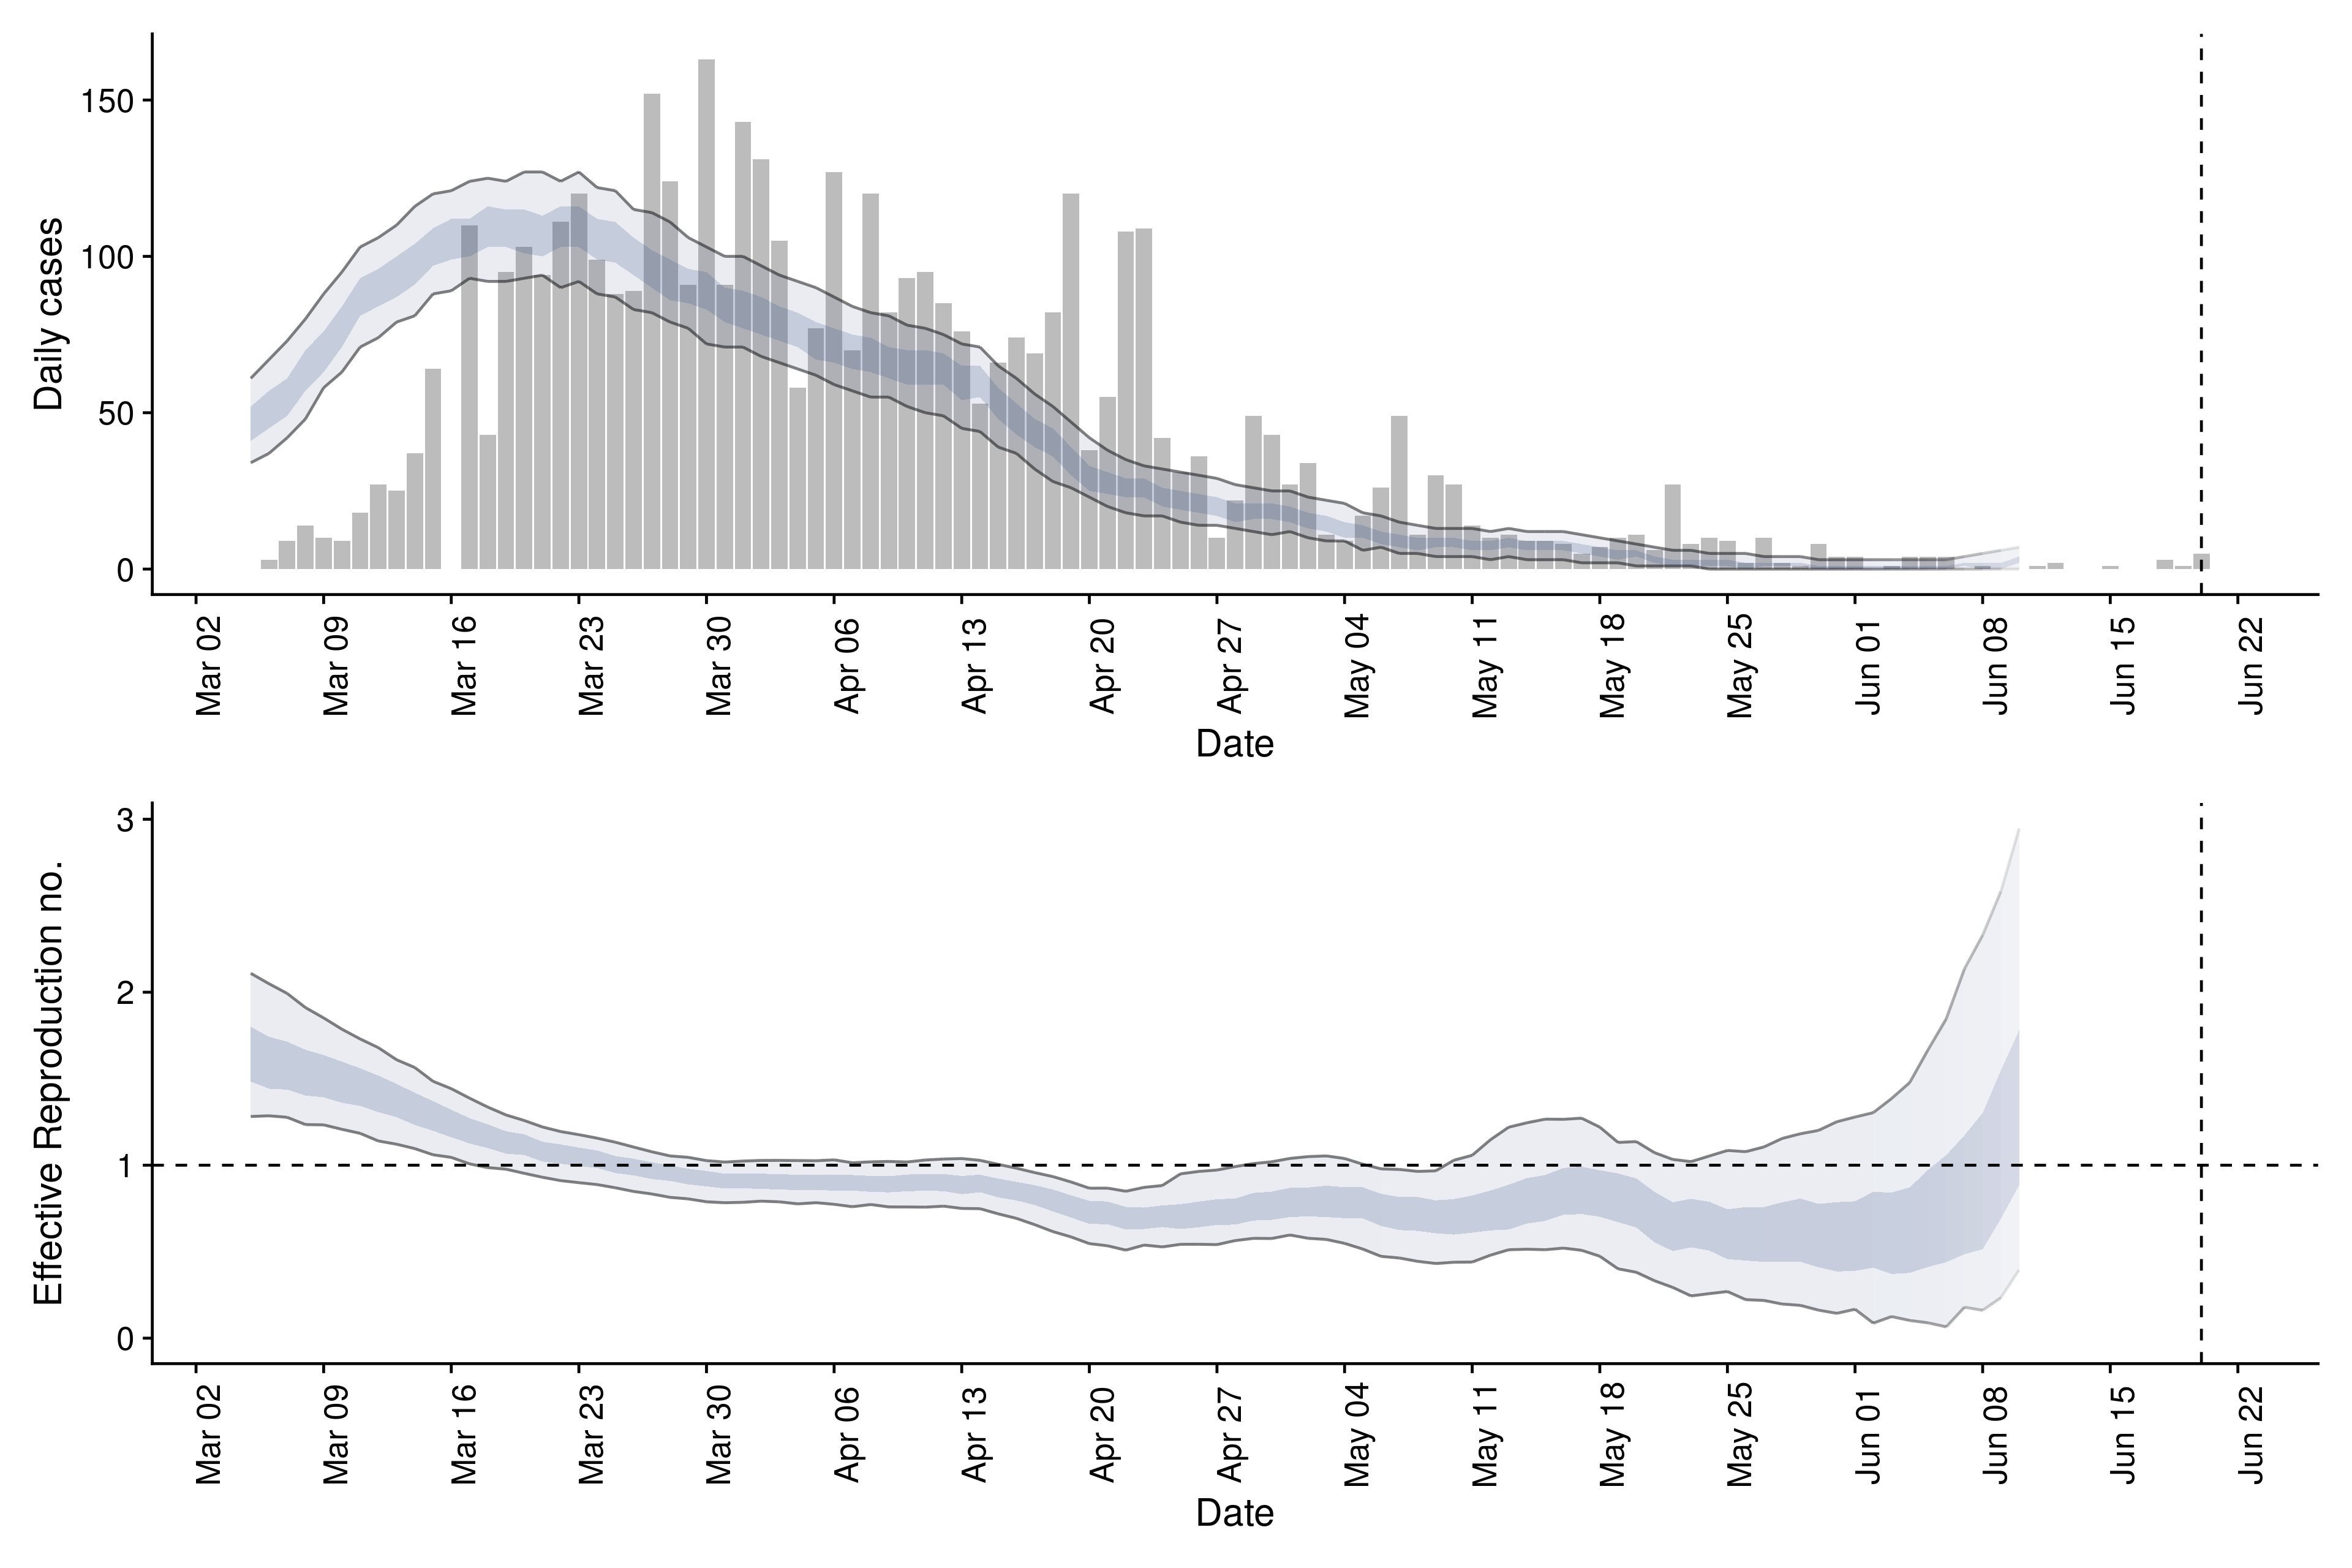 Daily cases
150
100
50
0
Mar 02
Mar 09
Mar 16
Mar 23
Mar 30
Apr 06
Apr 13
Apr 20
Apr 27
May 04
May 11
May 18
May 25
Jun 01
Jun 08
Jun 15
Jun 22
Date
Effective Reproduction no.
3
2
1
0
Mar 02
Mar 09
Mar 16
Mar 23
Mar 30
Apr 06
Apr 13
Apr 20
Apr 27
May 04
May 11
May 18
May 25
Jun 01
Jun 08
Jun 15
Jun 22
Date